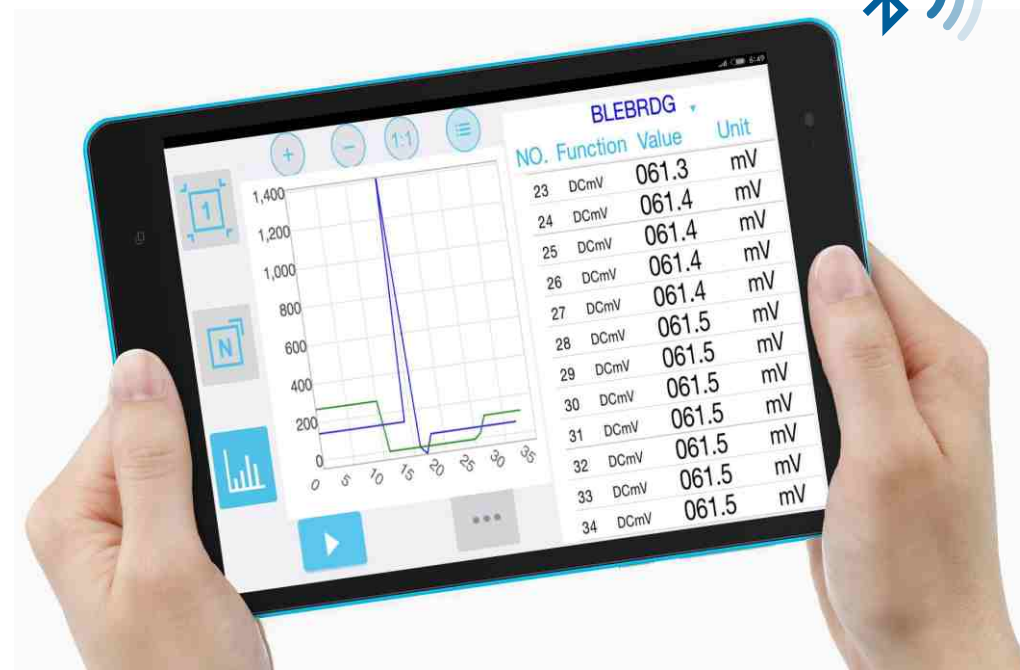 6:49
+ − 1:1
BLEBRDG
NO. Function Value Unit
23 DCmV 061.3 mV
24 DCmV 061.4 mV
25 DCmV 061.4 mV
26 DCmV 061.4 mV
27 DCmV 061.4 mV
28 DCmV 061.5 mV
29 DCmV 061.5 mV
30 DCmV 061.5 mV
31 DCmV 061.5 mV
32 DCmV 061.5 mV
33 DCmV 061.5 mV
34 DCmV 061.5 mV
1
N
1,400
1,200
1,000
800
600
400
200
0
0 5 10 15 20 25 30 35